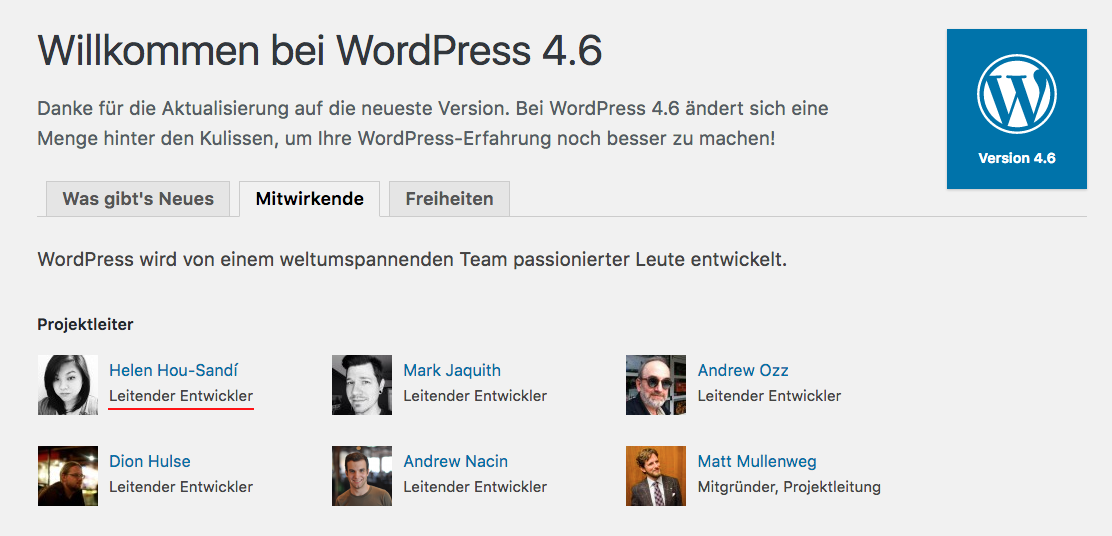 Willkommen bei WordPress 4.6
Danke für die Aktualisierung auf die neueste Version. Bei WordPress 4.6 ändert sich eine
Menge hinter den Kulissen, um Ihre WordPress-Erfahrung noch besser zu machen!
Version 4.6
Was gibt's Neues
Mitwirkende
Freiheiten
WordPress wird von einem weltumspannenden Team passionierter Leute entwickelt.
Projektleiter
Helen Hou-Sandí
Leitender Entwickler
Mark Jaquith
Leitender Entwickler
Andrew Ozz
Leitender Entwickler
Dion Hulse
Leitender Entwickler
Andrew Nacin
Leitender Entwickler
Matt Mullenweg
Mitgründer, Projektleitung